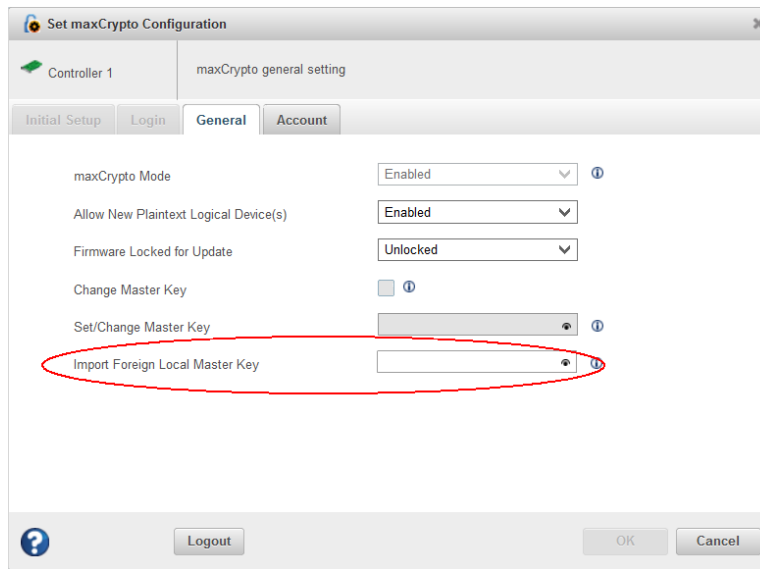 Set maxCrypto Configuration
Controller 1
maxCrypto general setting
Initial Setup
Login
General
Account
maxCrypto Mode
Enabled
Allow New Plaintext Logical Device(s)
Enabled
Firmware Locked for Update
Unlocked
Change Master Key
Set/Change Master Key
Import Foreign Local Master Key
Logout
OK
Cancel